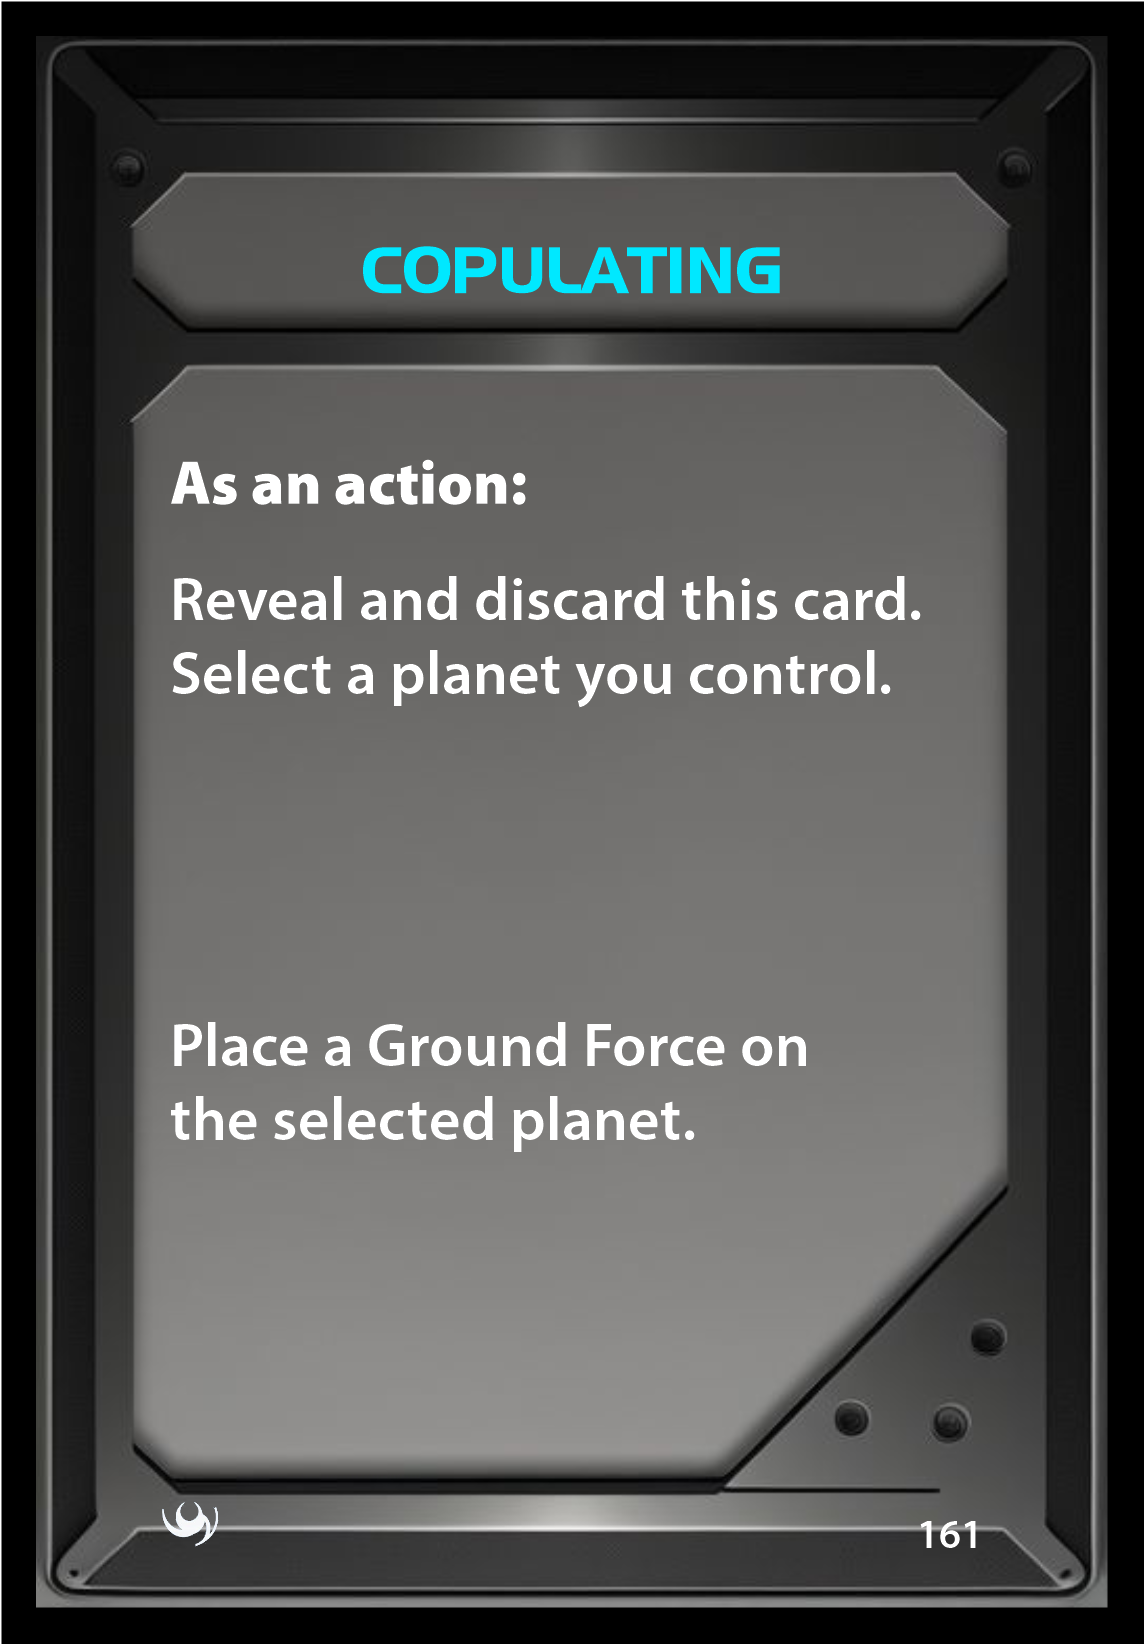 COPULATING
As an action:
Reveal and discard this card.
Select a planet you control.
Place a Ground Force on
the selected planet.
161